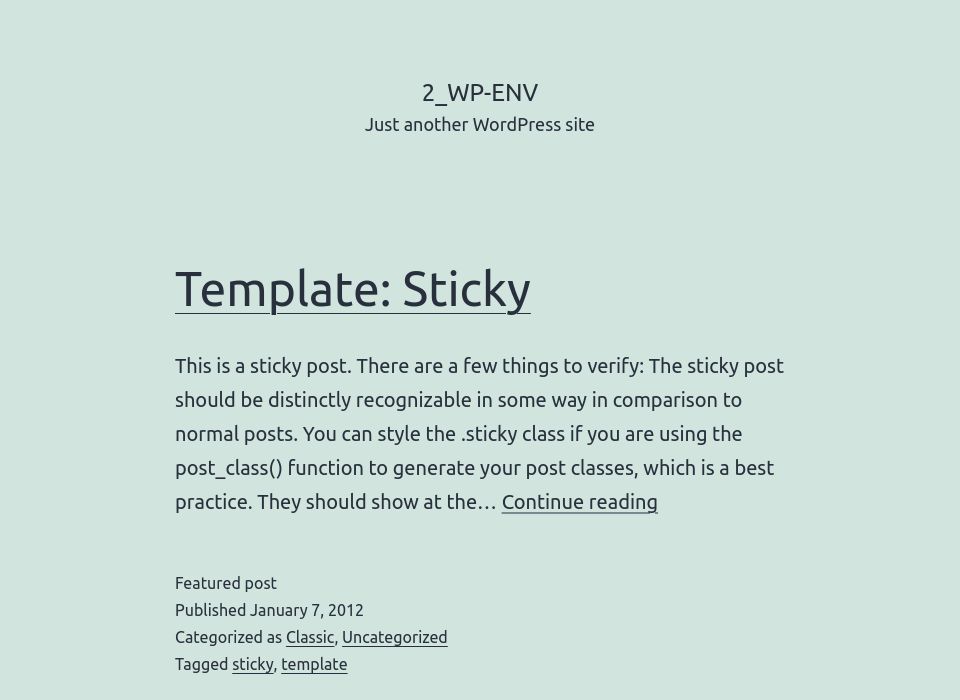 2_WP-ENV
Just another WordPress site
Template: Sticky
This is a sticky post. There are a few things to verify: The sticky post
should be distinctly recognizable in some way in comparison to
normal posts. You can style the .sticky class if you are using the
post_class() function to generate your post classes, which is a best
practice. They should show at the… Continue reading
Featured post
Published January 7, 2012
Categorized as Classic, Uncategorized
Tagged sticky, template